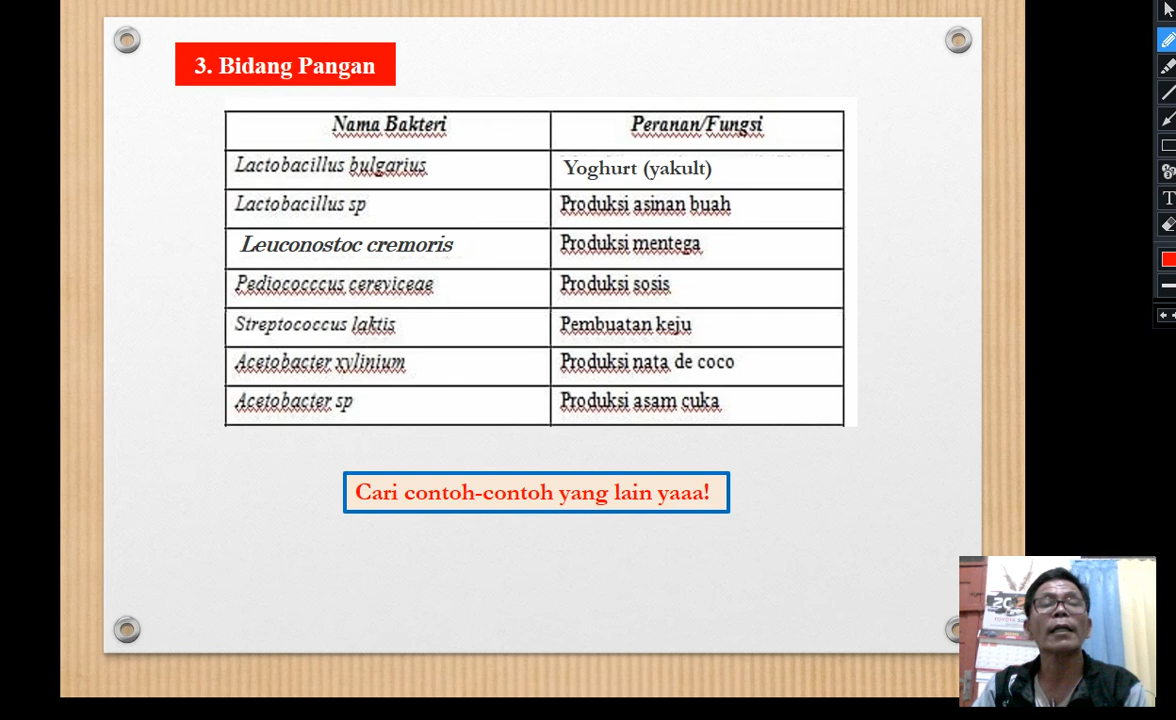 3. Bidang Pangan
Nama Bakteri Peranan/Fungsi
Lactobacillus bulgarius Yoghurt (yakult)
Lactobacillus sp Produksi asinan buah
Leuconostoc cremoris Produksi mentega
Pediococccus cereviceae Produksi sosis
Streptococcus laktis Pembuatan keju
Acetobacter xylinium Produksi nata de coco
Acetobacter sp Produksi asam cuka
Cari contoh-contoh yang lain yaaa!
T
TOYOTA